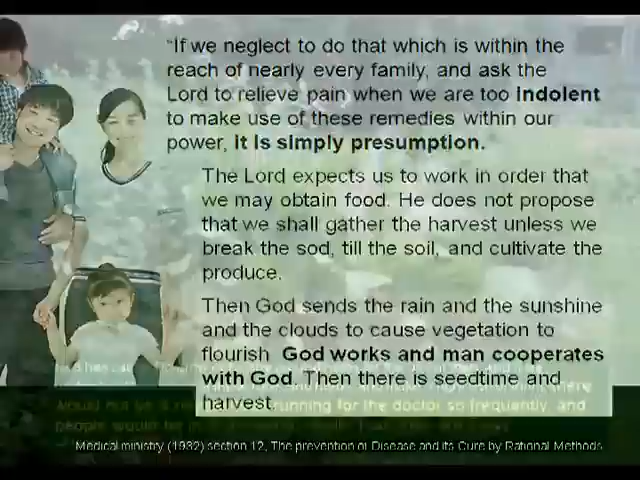 "If we neglect to do that which is within the
reach of nearly every family, and ask the
Lord to relieve pain when we are too indolent
to make use of these remedies within our
power, it is simply presumption.
The Lord expects us to work in order that
we may obtain food. He does not propose
that we shall gather the harvest unless we
break the sod, till the soil, and cultivate the
produce.
Then God sends the rain and the sunshine
and the clouds to cause vegetation to
flourish. God works and man cooperates
with God. Then there is seedtime and
harvest.
running for the doctor so frequently, and
people would
Medical ministry (1932) section 12, The prevention of Disease and its Cure by Rational Methods